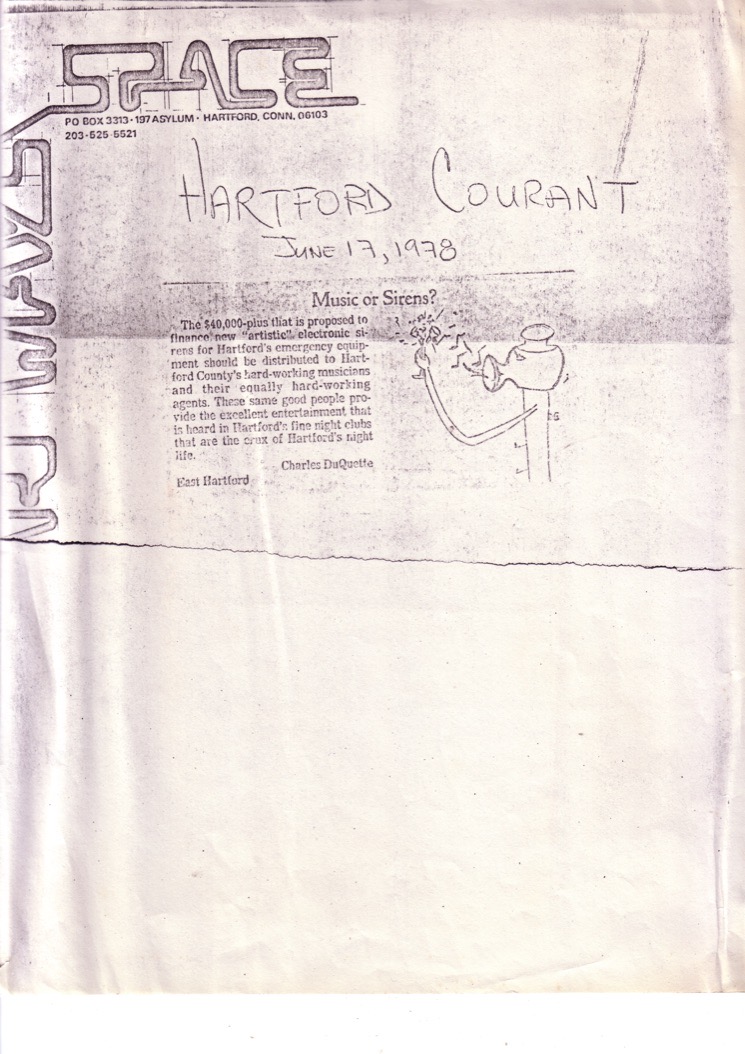 SPACE
PO BOX 3313 · 197 ASYLUM · HARTFORD, CONN. 06103
203-525-5521
HARTFORD COURANT
JUNE 17, 1978
Music or Sirens?
The $40,000-plus that is proposed to
finance new "artistic" electronic si-
rens for Hartford's emergency equip-
ment should be distributed to Hart-
ford County's hard-working musicians
and their equally hard-working
agents. These same good people pro-
vide the excellent entertainment that
is heard in Hartford's fine night clubs
that are the crux of Hartford's night
life.
Charles DuQuette
East Hartford